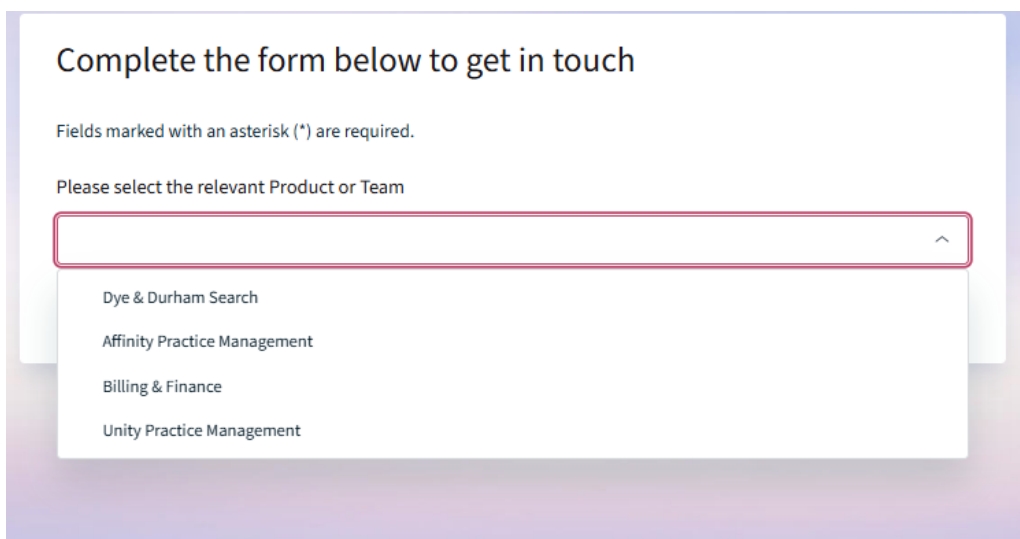 Complete the form below to get in touch
Fields marked with an asterisk (*) are required.
Please select the relevant Product or Team
Dye & Durham Search
Affinity Practice Management
Billing & Finance
Unity Practice Management